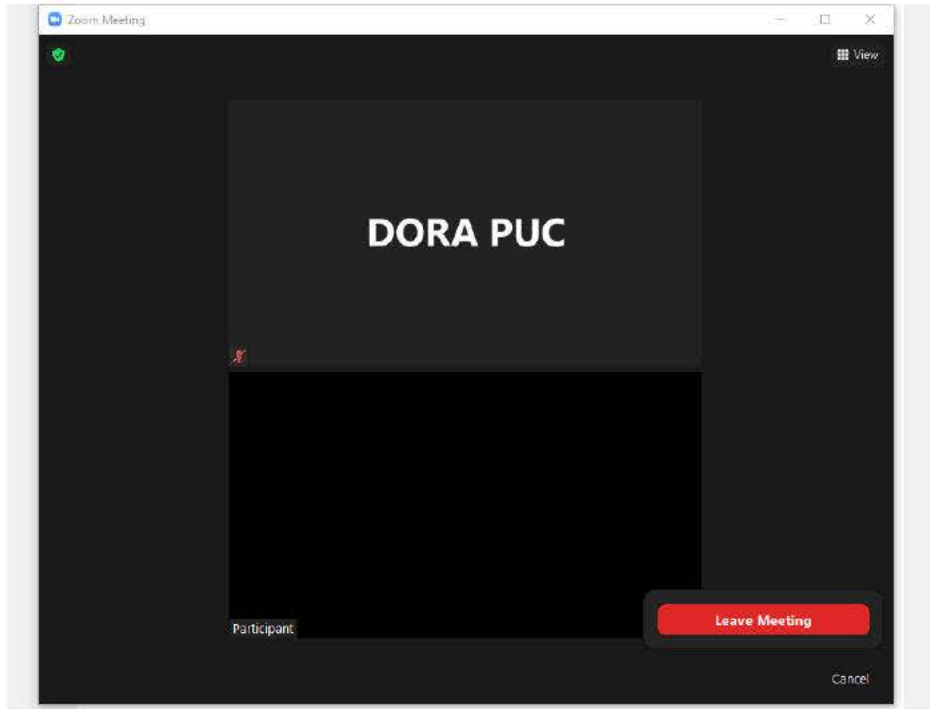 Zoom Meeting
View
DORA PUC
Participant
Leave Meeting
Cancel